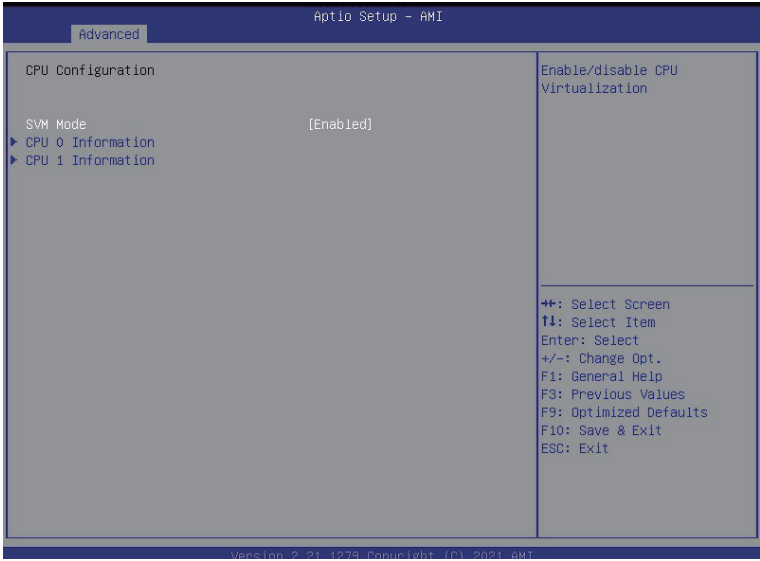 Aptio Setup – AMI
Advanced
CPU Configuration
SVM Mode [Enabled]
CPU 0 Information
CPU 1 Information
Enable/disable CPU
Virtualization
→←: Select Screen
↑↓: Select Item
Enter: Select
+/-: Change Opt.
F1: General Help
F3: Previous Values
F9: Optimized Defaults
F10: Save & Exit
ESC: Exit
Version 2.21.1279 Copyright (C) 2021 AMI